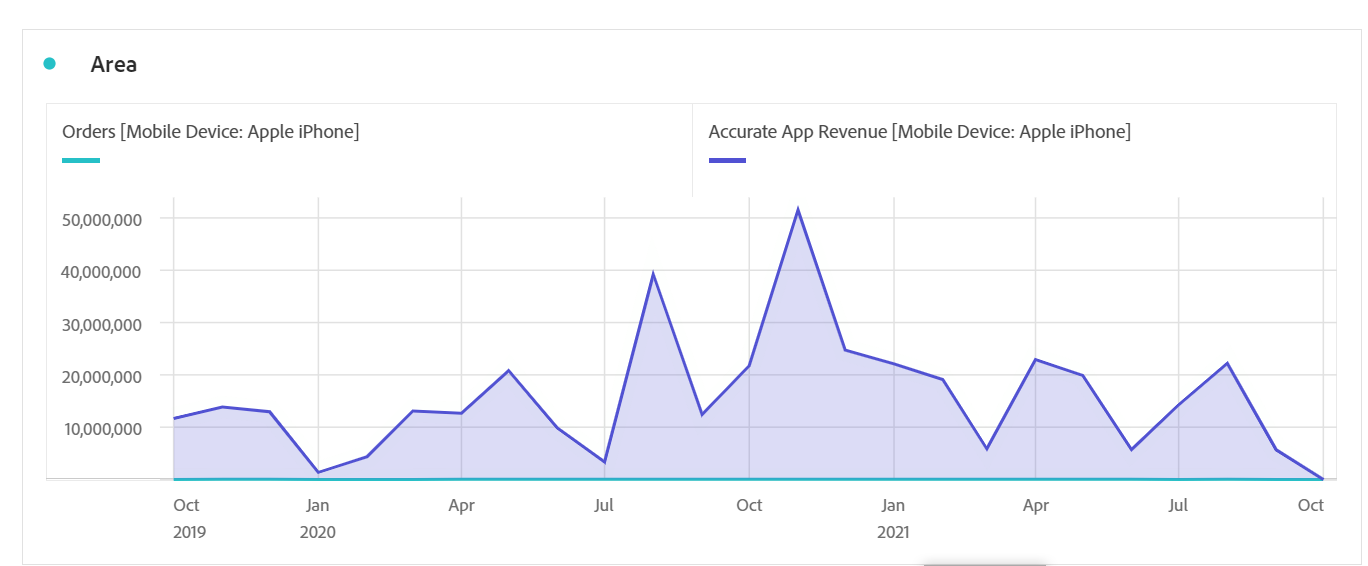 Area
Orders [Mobile Device: Apple iPhone]
Accurate App Revenue [Mobile Device: Apple iPhone]
50,000,000
40,000,000
30,000,000
20,000,000
10,000,000
Oct Jan Apr Jul Oct Jan Apr Jul Oct
2019 2020 2021